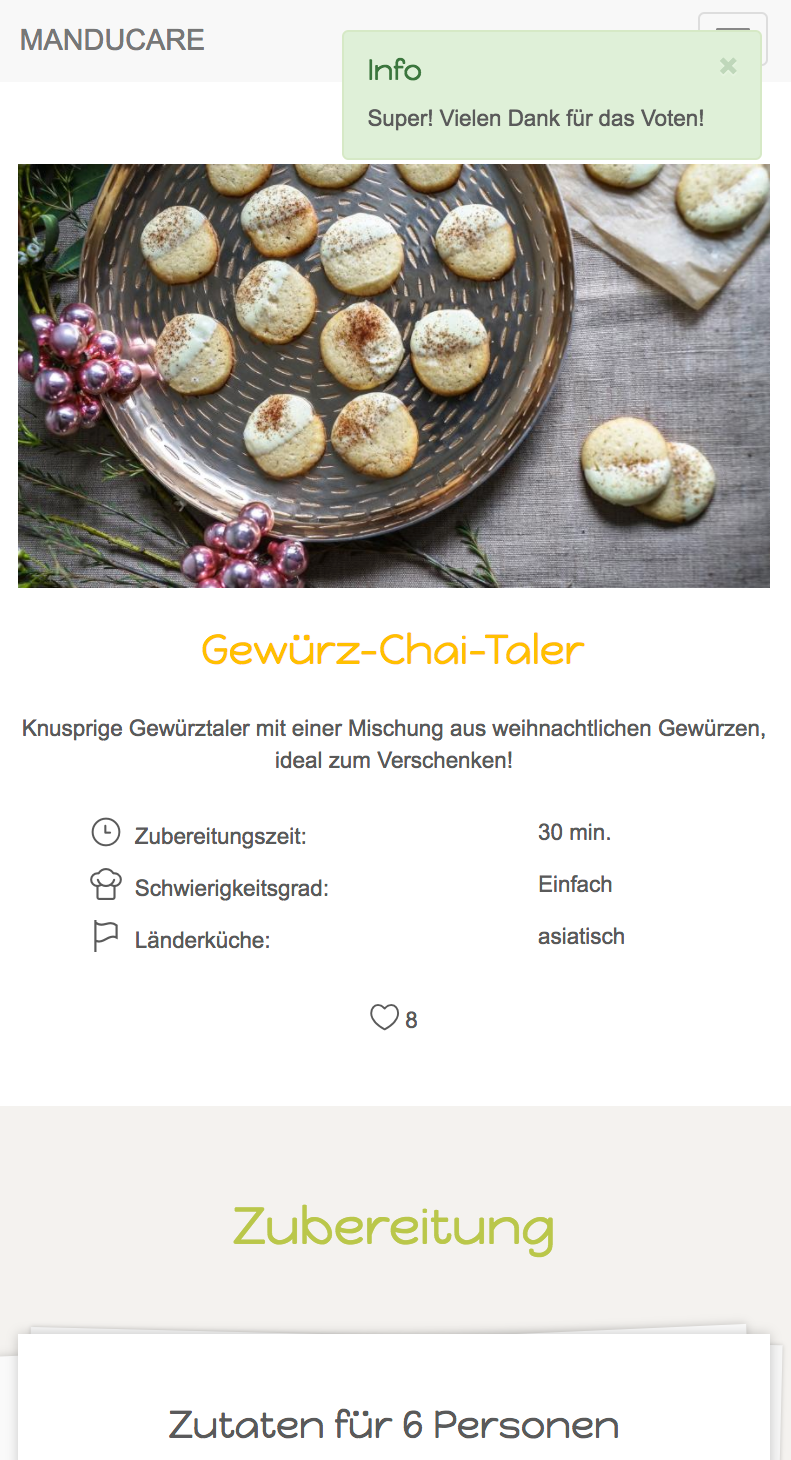 MANDUCARE
Info
Super! Vielen Dank für das Voten!
Gewürz-Chai-Taler
Knusprige Gewürztaler mit einer Mischung aus weihnachtlichen Gewürzen,
ideal zum Verschenken!
Zubereitungszeit: 30 min.
Schwierigkeitsgrad: Einfach
Länderküche: asiatisch
8
Zubereitung
Zutaten für 6 Personen